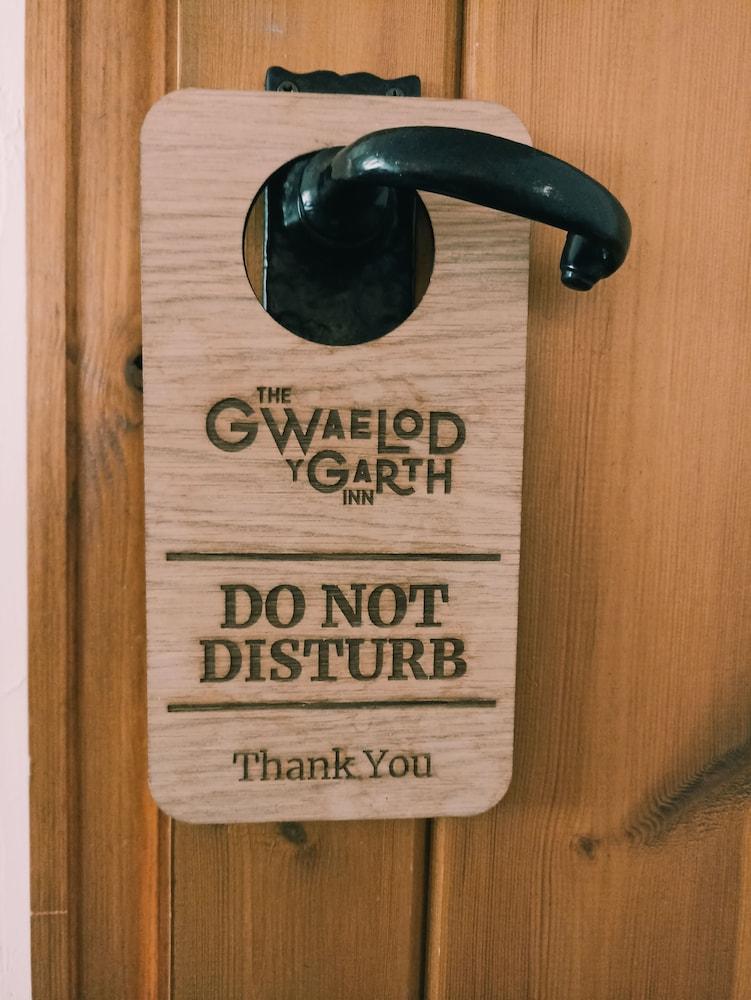 THE
GWAELOD
Y GARTH
INN
DO NOT
DISTURB
Thank You